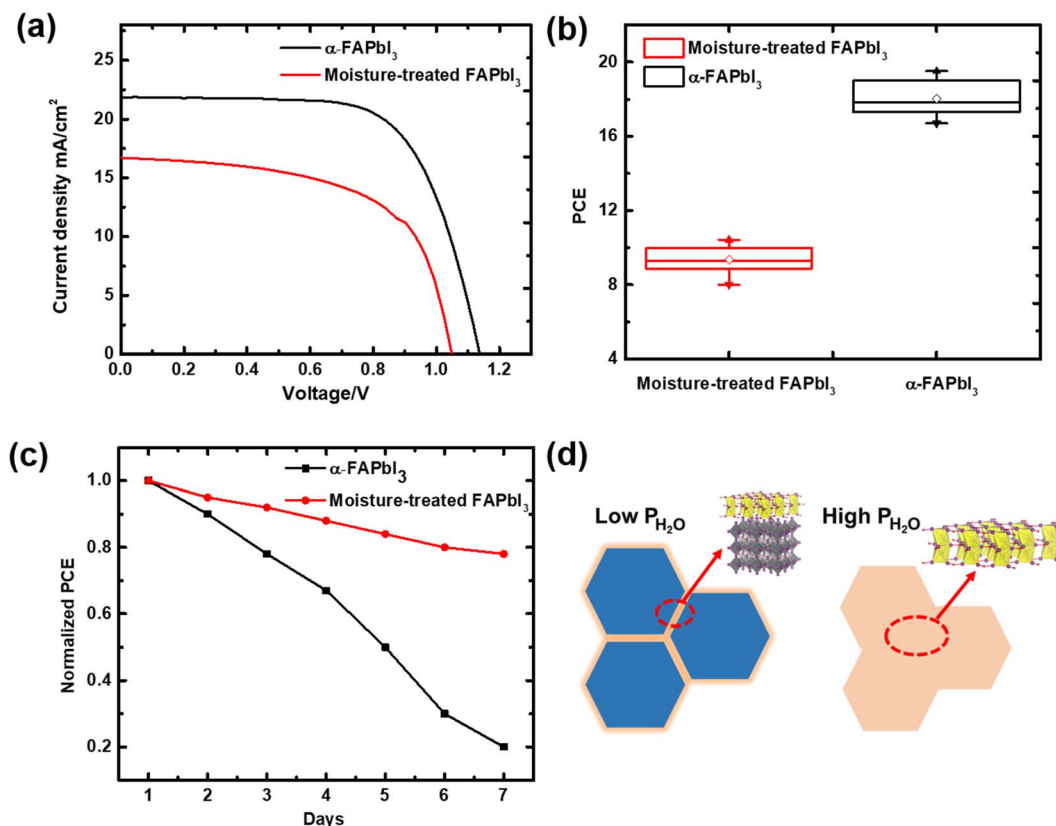 (a)
α-FAPbI3
Moisture-treated FAPbI3
Current density mA/cm2
25
20
15
10
5
0
0.0 0.2 0.4 0.6 0.8 1.0 1.2
Voltage/V
(b)
Moisture-treated FAPbI3
α-FAPbI3
PCE
20
16
12
8
4
Moisture-treated FAPbI3 α-FAPbI3
(c)
α-FAPbI3
Moisture-treated FAPbI3
Normalized PCE
1.0
0.8
0.6
0.4
0.2
1 2 3 4 5 6 7
Days
(d)
Low PH2O
High PH2O